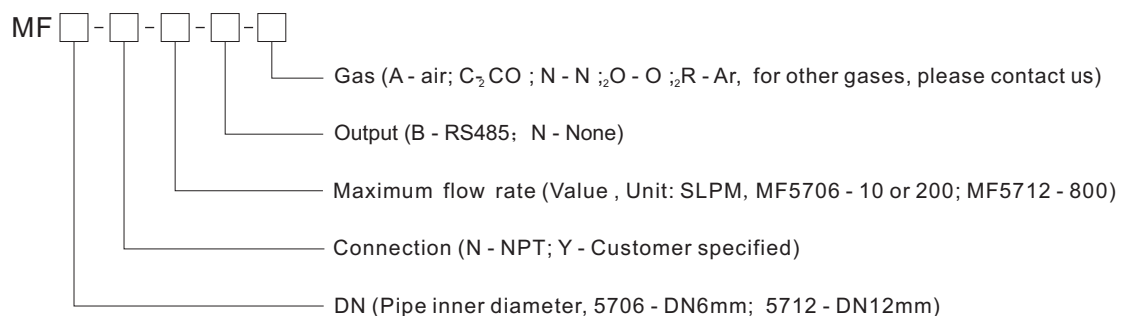 MF□-□-□-□-□
Gas (A - air; C-₂CO ; N - N ;₂O - O ;₂R - Ar, for other gases, please contact us)
Output (B - RS485; N - None)
Maximum flow rate (Value , Unit: SLPM, MF5706 - 10 or 200; MF5712 - 800)
Connection (N - NPT; Y - Customer specified)
DN (Pipe inner diameter, 5706 - DN6mm; 5712 - DN12mm)